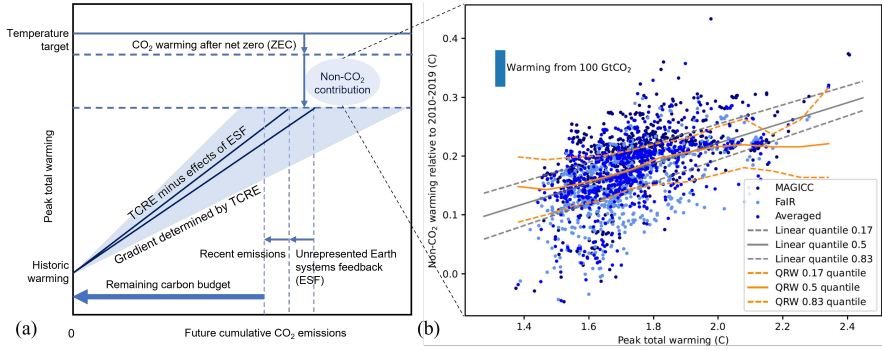 Temperature
target
CO₂ warming after net zero (ZEC)
Non-CO₂
contribution
Peak total warming
TCRE minus effects of ESF
Gradient determined by TCRE
Historic
warming
Recent emissions
Unrepresented Earth
systems feedback
(ESF)
Remaining carbon budget
(a)
0
Future cumulative CO₂ emissions
Non-CO₂ warming relative to 2010-2019 (C)
0.4
0.3
0.2
0.1
0.0
Warming from 100 GtCO₂
MAGICC
FaIR
Averaged
Linear quantile 0.17
Linear quantile 0.5
Linear quantile 0.83
QRW 0.17 quantile
QRW 0.5 quantile
QRW 0.83 quantile
1.4
1.6
1.8
2.0
2.2
2.4
(b)
Peak total warming (C)